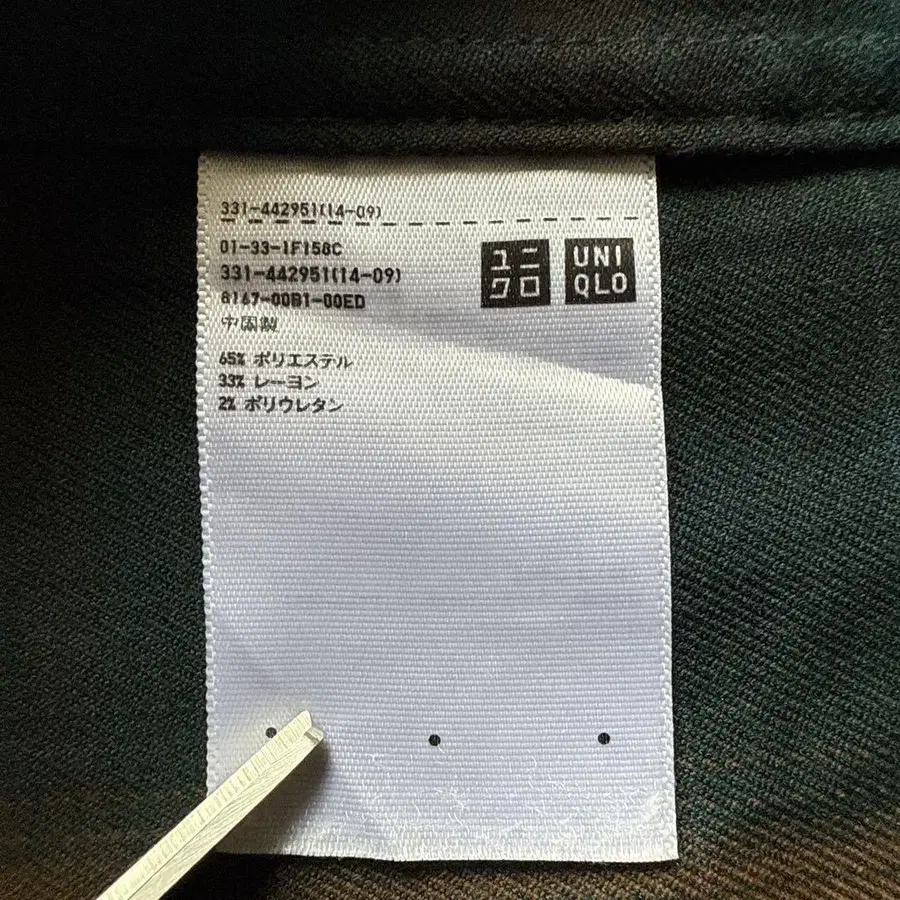 331-442951(14-09)
01-33-1F158C
331-442951(14-09)
8167-00B1-00ED
中国製
65% ポリエステル
33% レーヨン
2% ポリウレタン
ユニ
クロ
UNI
QLO